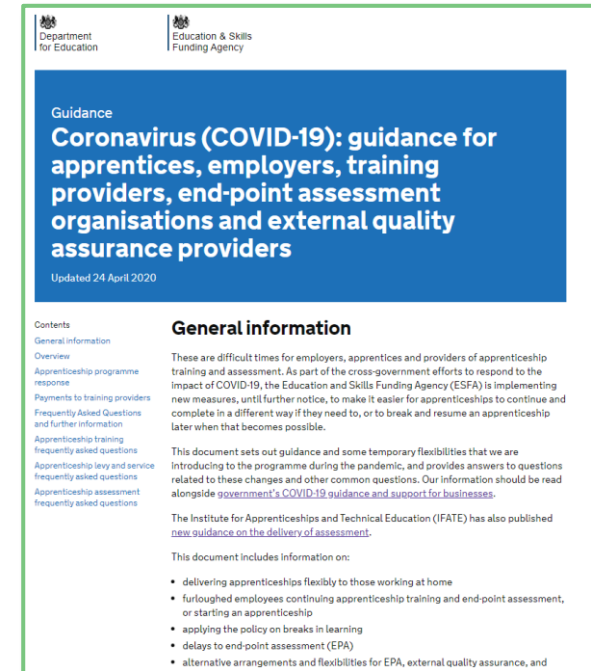 Department
for Education
Education & Skills
Funding Agency
Guidance
Coronavirus (COVID-19): guidance for
apprentices, employers, training
providers, end-point assessment
organisations and external quality
assurance providers
Updated 24 April 2020
Contents
General information
Overview
Apprenticeship programme
response
Payments to training providers
Frequently Asked Questions
and further information
Apprenticeship training
frequently asked questions
Apprenticeship levy and service
frequently asked questions
Apprenticeship assessment
frequently asked questions
General information
These are difficult times for employers, apprentices and providers of apprenticeship
training and assessment. As part of the cross-government efforts to respond to the
impact of COVID-19, the Education and Skills Funding Agency (ESFA) is implementing
new measures, until further notice, to make it easier for apprenticeships to continue and
complete in a different way if they need to, or to break and resume an apprenticeship
later when that becomes possible.
This document sets out guidance and some temporary flexibilities that we are
introducing to the programme during the pandemic, and provides answers to questions
related to these changes and other common questions. Our information should be read
alongside government's COVID-19 guidance and support for businesses.
The Institute for Apprenticeships and Technical Education (IFATE) has also published
new guidance on the delivery of assessment.
This document includes information on:
• delivering apprenticeships flexibly to those working at home
• furloughed employees continuing apprenticeship training and end-point assessment,
or starting an apprenticeship
• applying the policy on breaks in learning
• delays to end-point assessment (EPA)
• alternative arrangements and flexibilities for EPA, external quality assurance, and